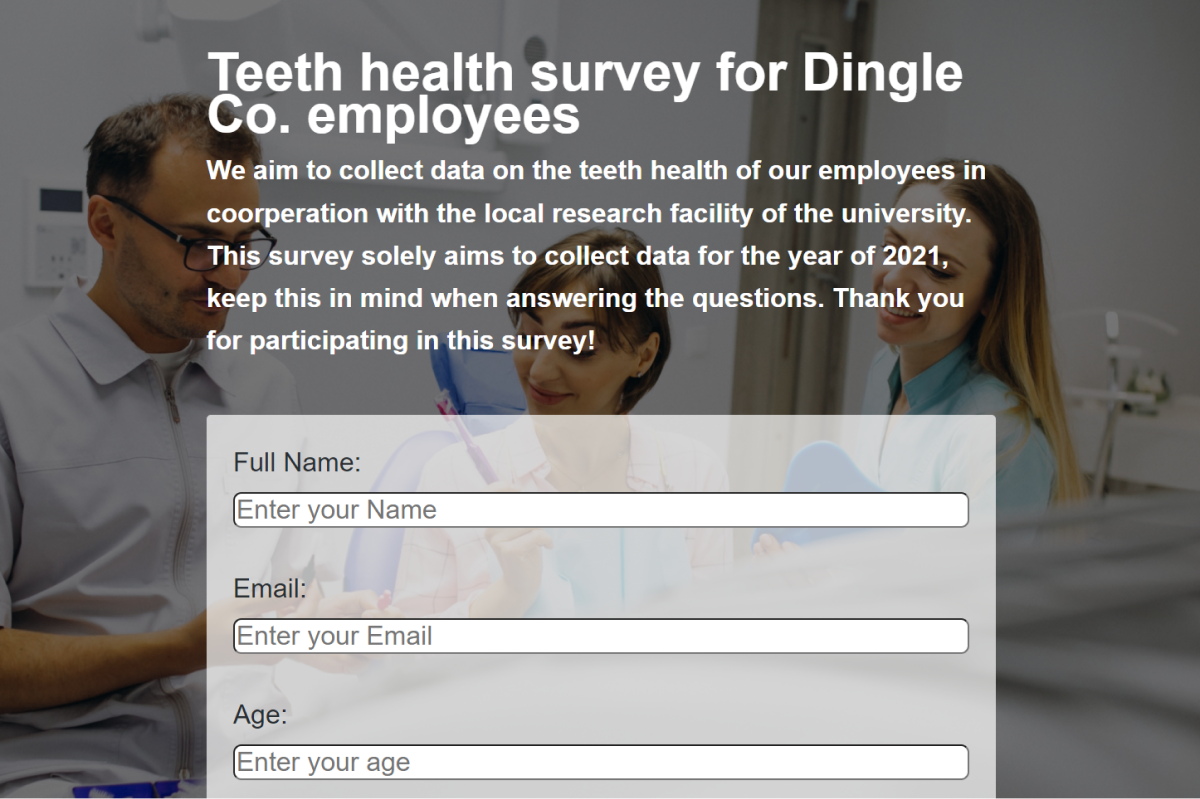 Teeth health survey for Dingle
Co. employees
We aim to collect data on the teeth health of our employees in
coorperation with the local research facility of the university.
This survey solely aims to collect data for the year of 2021,
keep this in mind when answering the questions. Thank you
for participating in this survey!
Full Name:
Enter your Name
Email:
Enter your Email
Age:
Enter your age